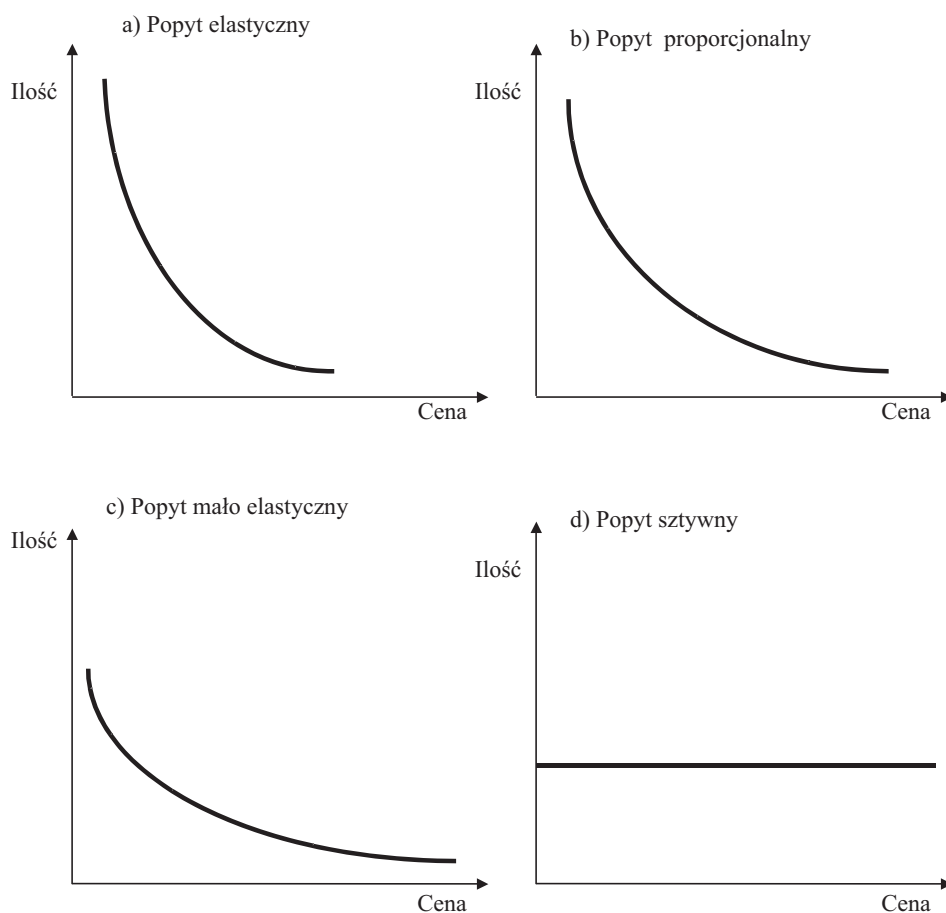 a) Popyt elastyczny
Ilość
Cena
b) Popyt proporcjonalny
Ilość
Cena
c) Popyt mało elastyczny
Ilość
Cena
d) Popyt sztywny
Ilość
Cena